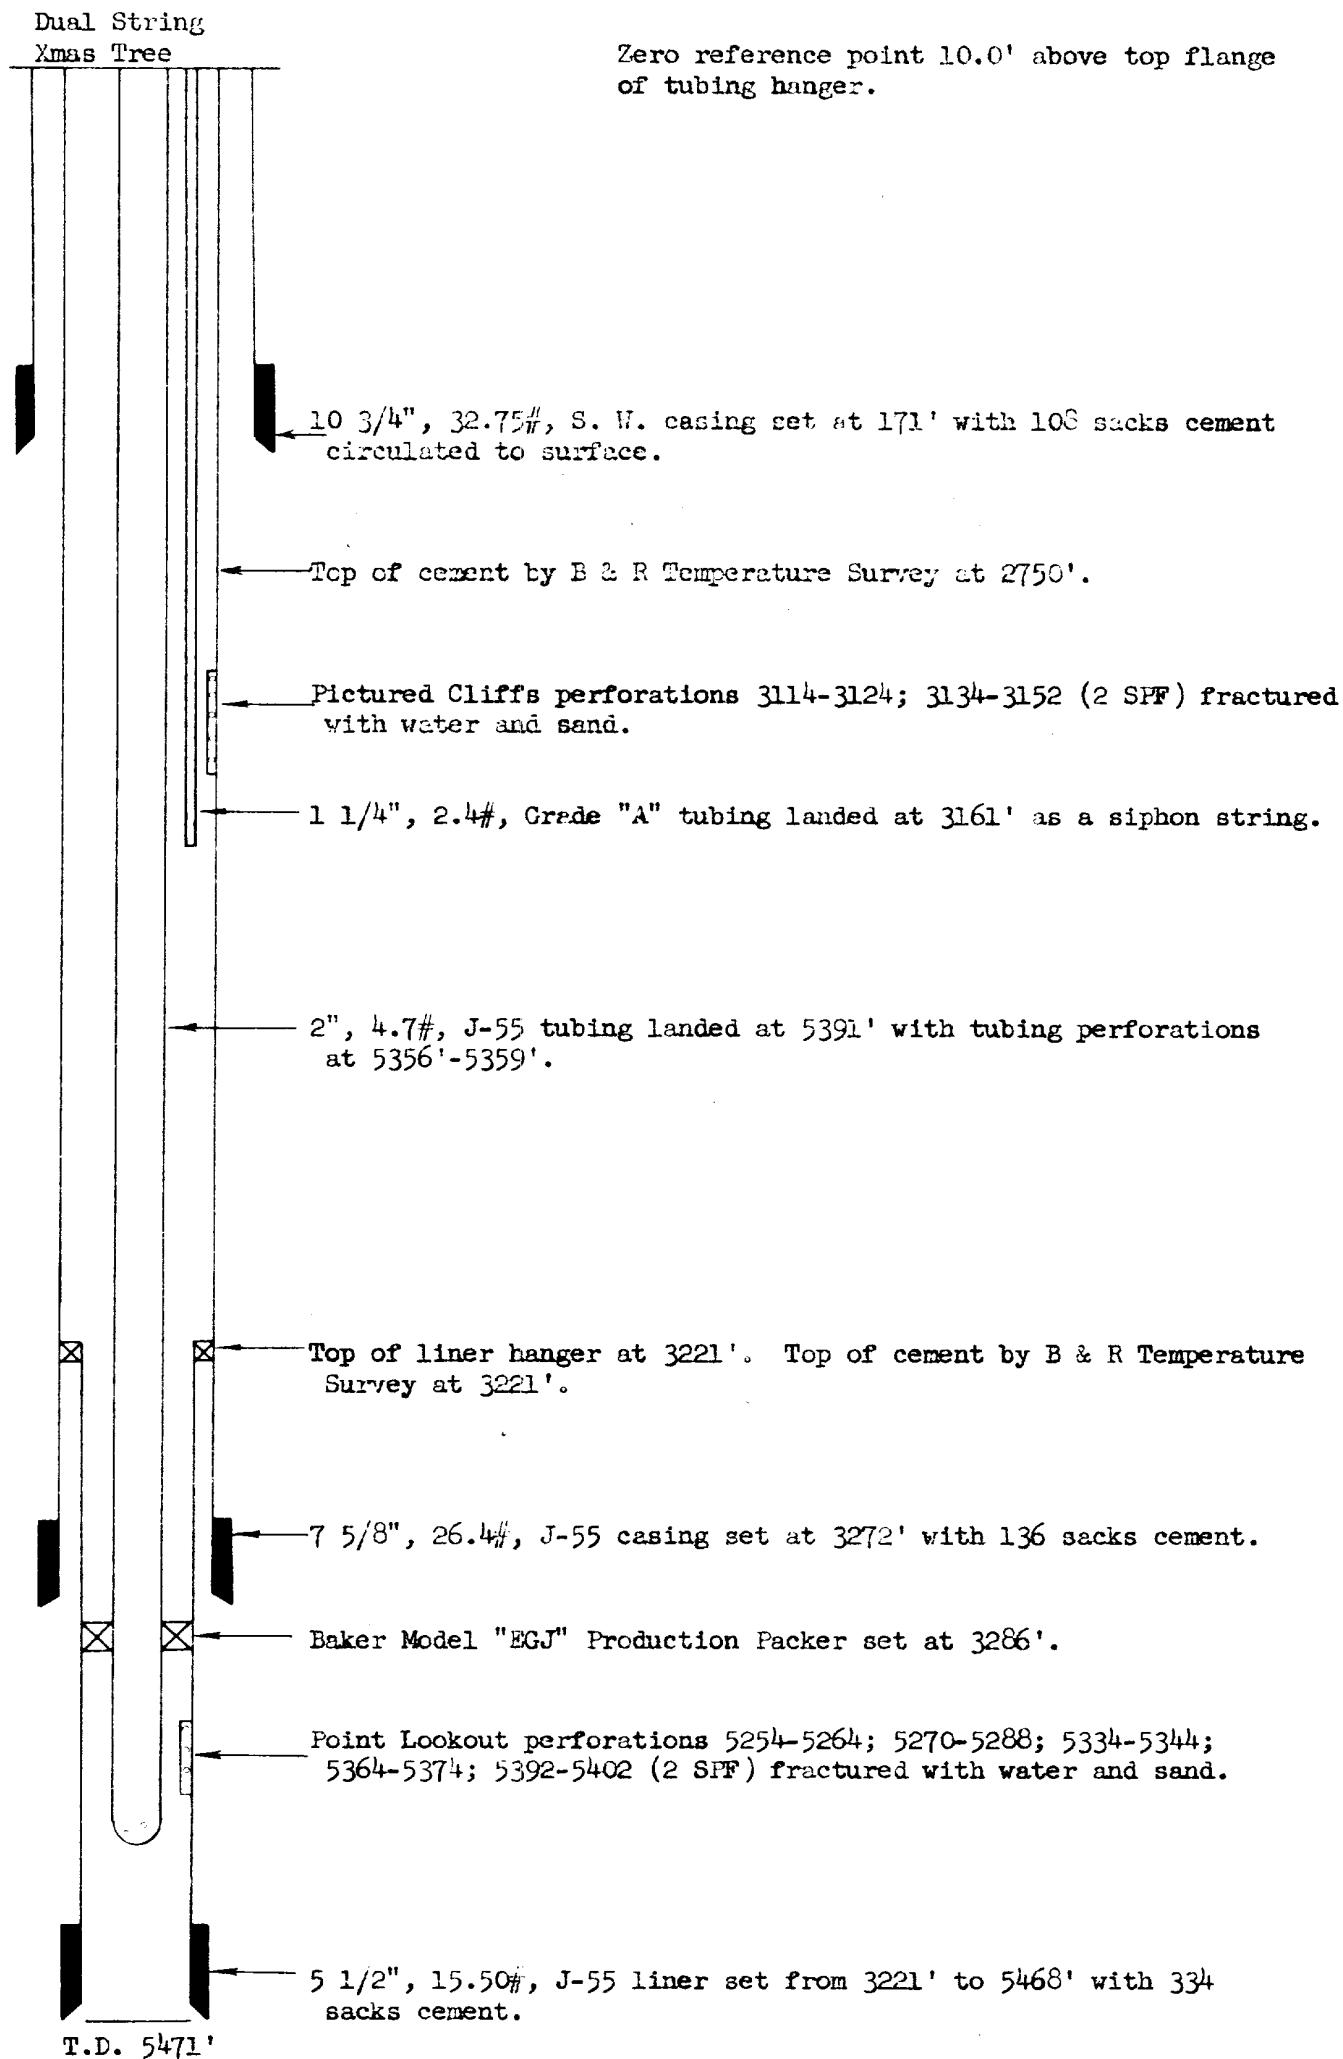 Dual String
Xmas Tree
Zero reference point 10.0' above top flange
of tubing hanger.
10 3/4", 32.75#, S. W. casing set at 171' with 108 sacks cement
circulated to surface.
Top of cement by B & R Temperature Survey at 2750'.
Pictured Cliffs perforations 3114-3124; 3134-3152 (2 SPF) fractured
with water and sand.
1 1/4", 2.4#, Grade "A" tubing landed at 3161' as a siphon string.
2", 4.7#, J-55 tubing landed at 5391' with tubing perforations
at 5356'-5359'.
Top of liner hanger at 3221'. Top of cement by B & R Temperature
Survey at 3221'.
7 5/8", 26.4#, J-55 casing set at 3272' with 136 sacks cement.
Baker Model "EGJ" Production Packer set at 3286'.
Point Lookout perforations 5254-5264; 5270-5288; 5334-5344;
5364-5374; 5392-5402 (2 SPF) fractured with water and sand.
5 1/2", 15.50#, J-55 liner set from 3221' to 5468' with 334
sacks cement.
T.D. 5471'